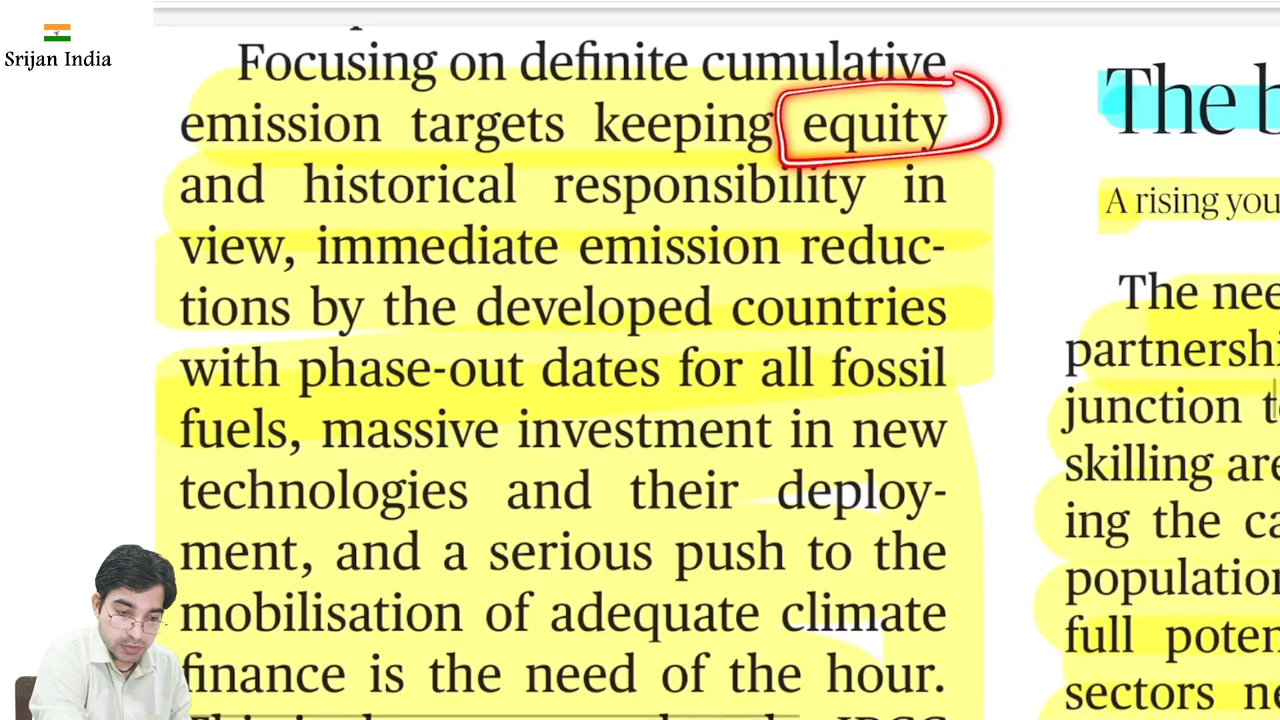 Srijan India
Focusing on definite cumulative
emission targets keeping equity
and historical responsibility in
view, immediate emission reduc-
tions by the developed countries
with phase-out dates for all fossil
fuels, massive investment in new
technologies and their deploy-
ment, and a serious push to the
mobilisation of adequate climate
finance is the need of the hour.
The b
A rising you
The nee
partnershi
junction t
skilling are
ing the ca
population
full poten
sectors ne